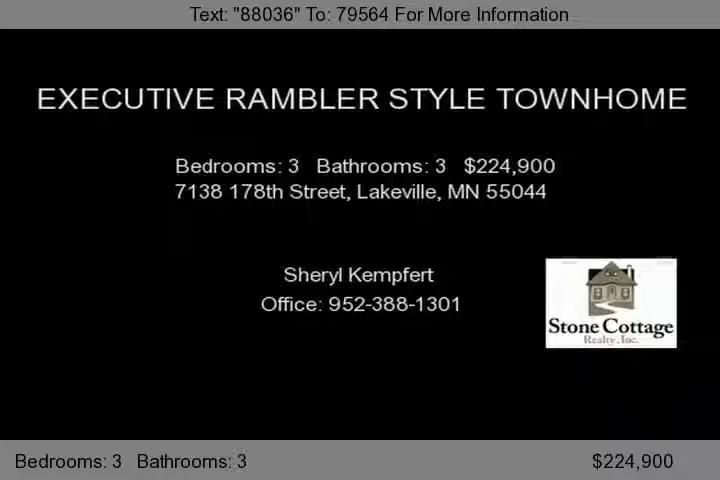 Text: "88036" To: 79564 For More Information
EXECUTIVE RAMBLER STYLE TOWNHOME
Bedrooms: 3 Bathrooms: 3 $224,900
7138 178th Street, Lakeville, MN 55044
Sheryl Kempfert
Office: 952-388-1301
Stone Cottage
Realty, Inc.
Bedrooms: 3 Bathrooms: 3 $224,900